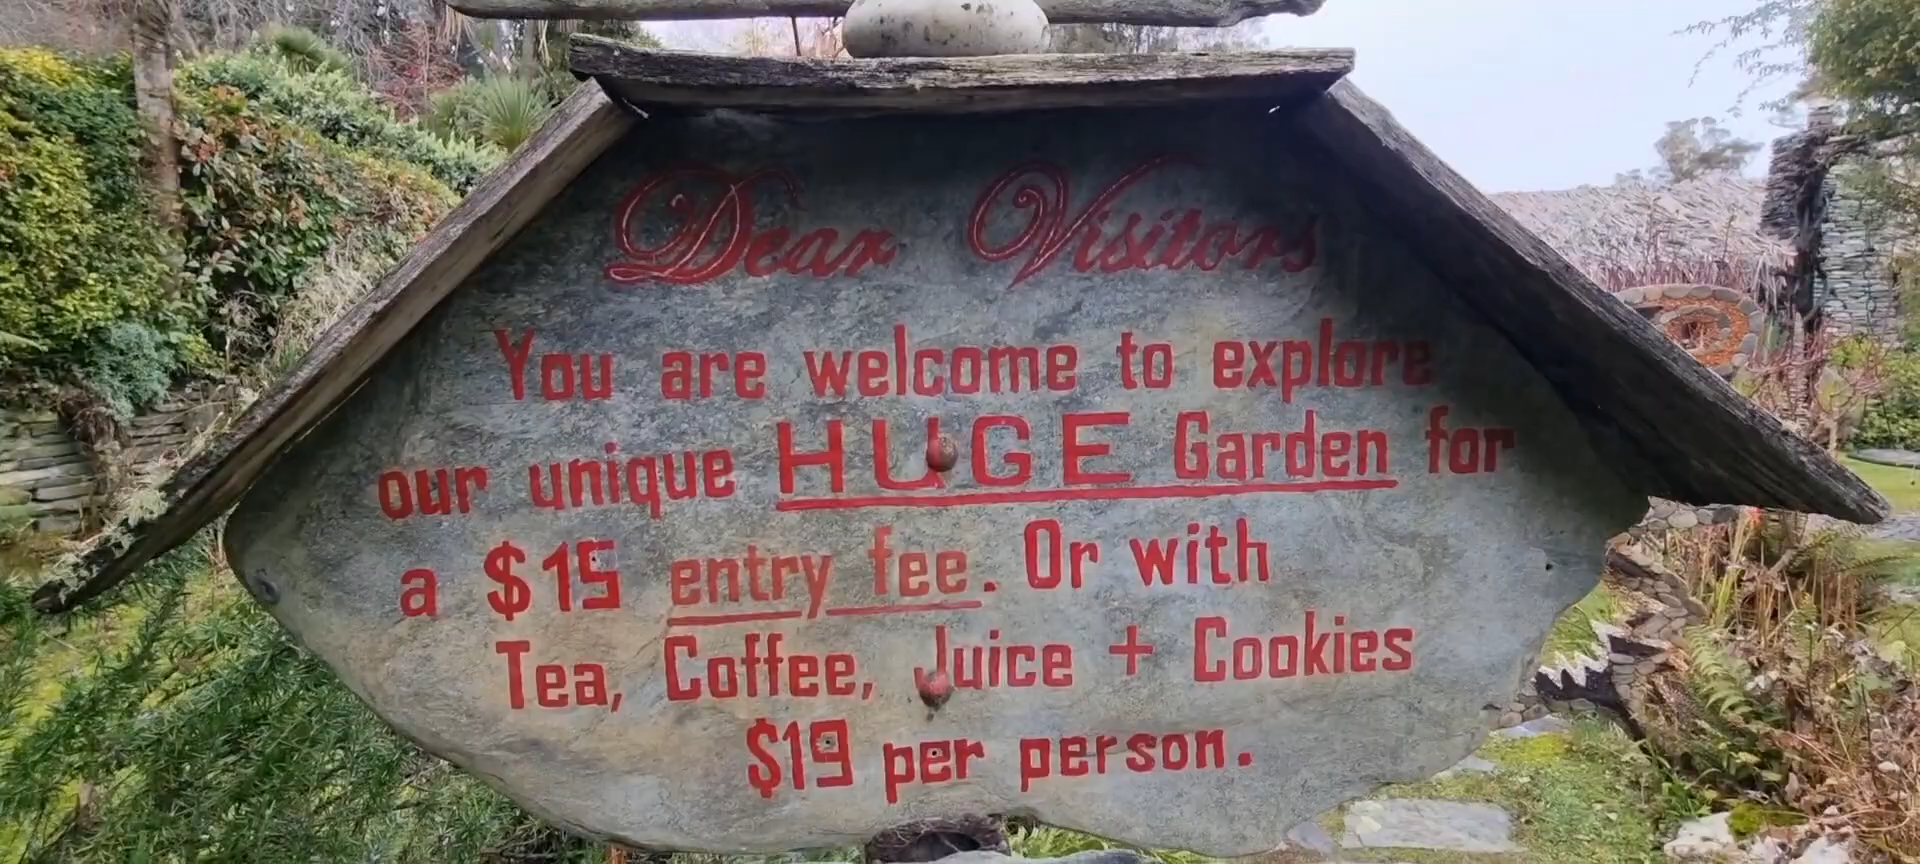 Dear Visitors
You are welcome to explore
our unique HUGE Garden for
a $15 entry fee. Or with
Tea, Coffee, Juice + Cookies
$19 per person.